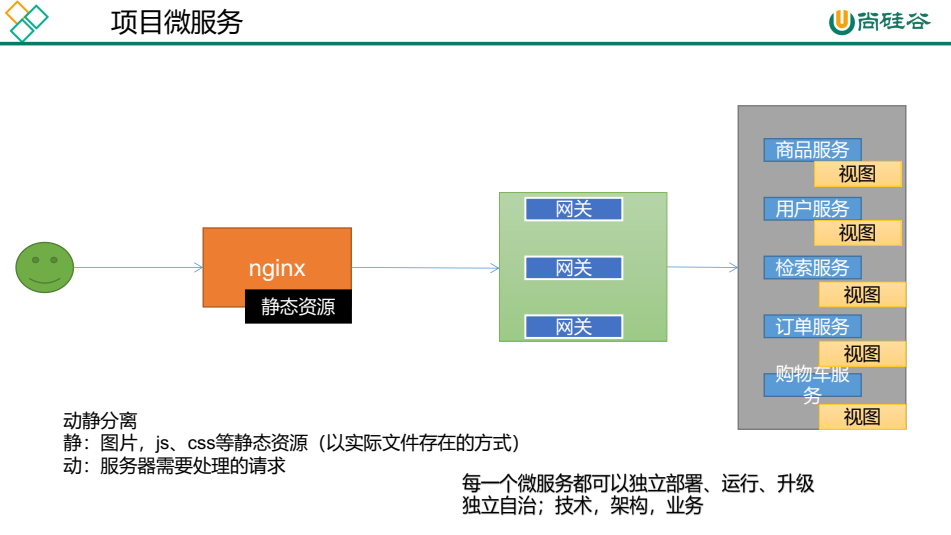 项目微服务
尚硅谷
商品服务
视图
用户服务
视图
检索服务
视图
订单服务
视图
购物车服
务
视图
网关
网关
网关
nginx
静态资源
动静分离
静：图片，js、css等静态资源（以实际文件存在的方式）
动：服务器需要处理的请求
每一个微服务都可以独立部署、运行、升级
独立自治；技术，架构，业务